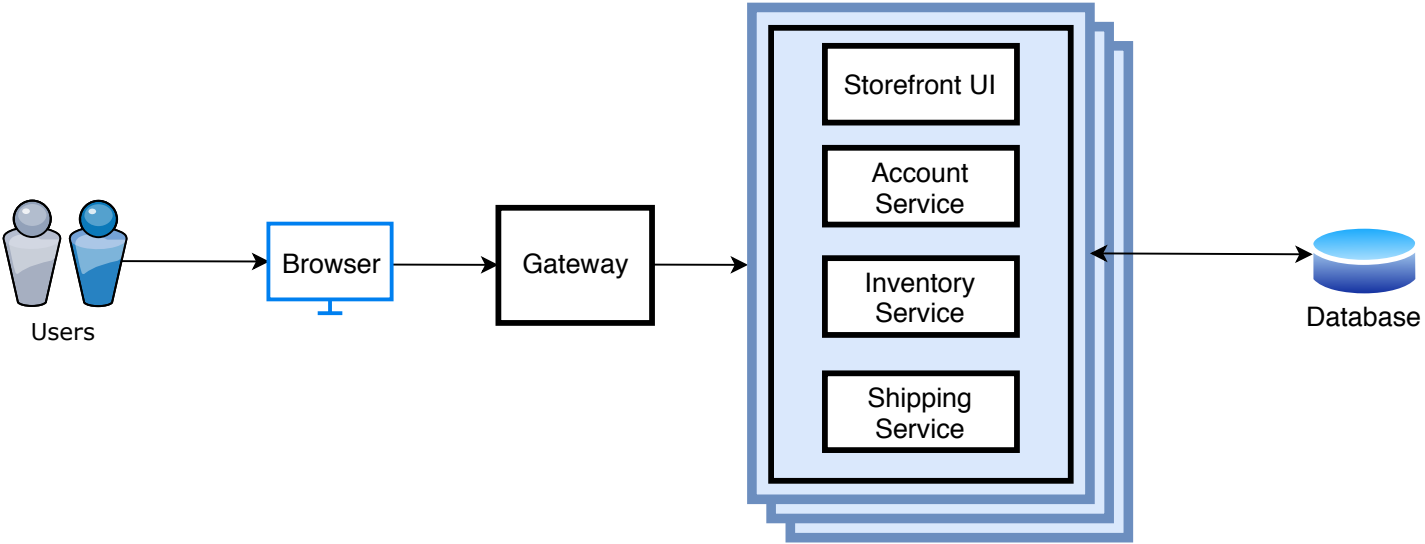 Storefront UI
Account
Service
Users
Browser
Gateway
Inventory
Service
Database
Shipping
Service